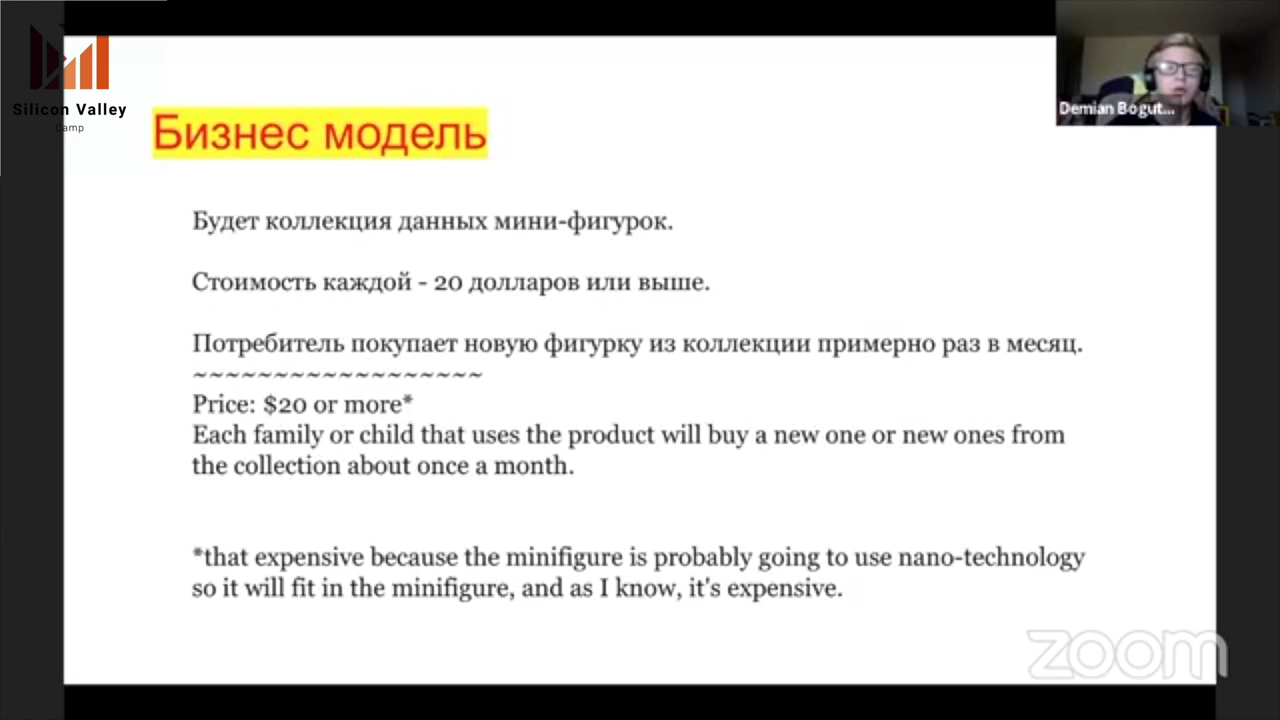 Silicon Valley
Camp
Demian Bogut...
Бизнес модель
Будет коллекция данных мини-фигурок.
Стоимость каждой - 20 долларов или выше.
Потребитель покупает новую фигурку из коллекции примерно раз в месяц.
~~~~~~~~~~~~~~~~~~
Price: $20 or more*
Each family or child that uses the product will buy a new one or new ones from
the collection about once a month.
*that expensive because the minifigure is probably going to use nano-technology
so it will fit in the minifigure, and as I know, it's expensive.
zoom